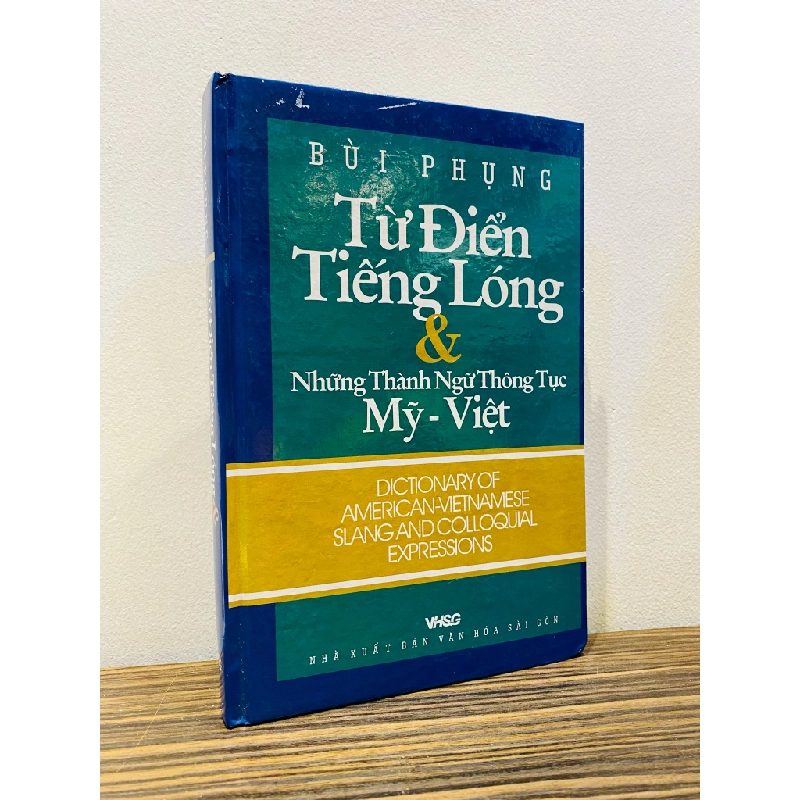 BÙI PHỤNG
Từ Điển
Tiếng Lóng
&
Những Thành Ngữ Thông Tục
Mỹ - Việt
DICTIONARY OF
AMERICAN-VIETNAMESE
SLANG AND COLLOQUIAL
EXPRESSIONS
VHSG
NHÀ XUẤT BẢN VĂN HÓA SÀI GÒN